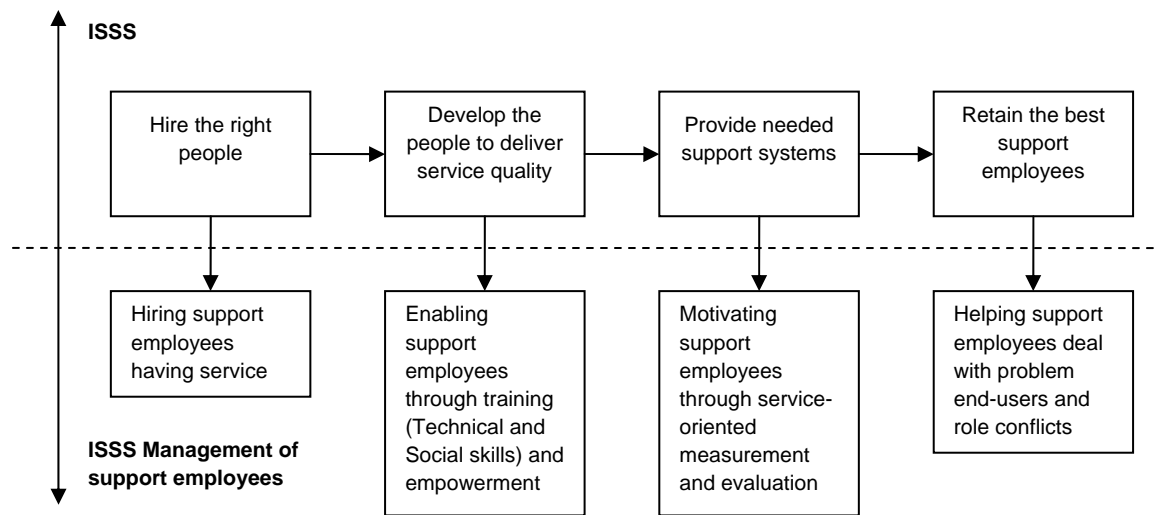 ISSS
Hire the right
people
Develop the
people to deliver
service quality
Provide needed
support systems
Retain the best
support
employees
Hiring support
employees
having service
Enabling
support
employees
through training
(Technical and
Social skills) and
empowerment
Motivating
support
employees
through service-
oriented
measurement
and evaluation
Helping support
employees deal
with problem
end-users and
role conflicts
ISSS Management of
support employees